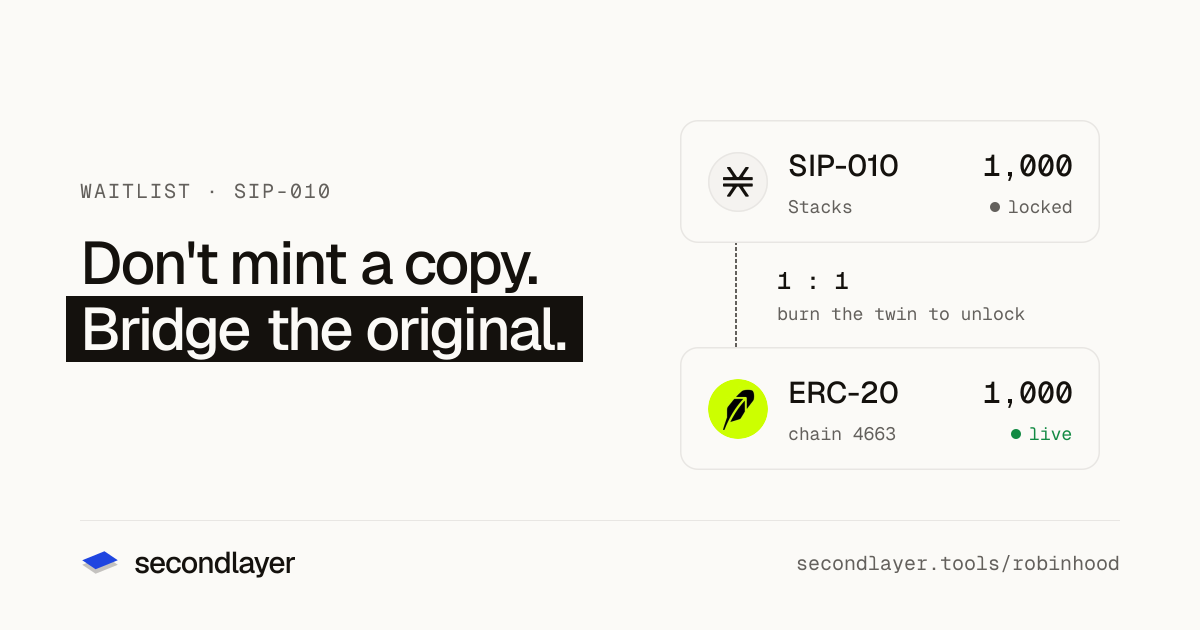 WAITLIST · SIP-010
Don't mint a copy.
Bridge the original.
SIP-010 1,000
Stacks locked
1 : 1
burn the twin to unlock
ERC-20 1,000
chain 4663 live
secondlayer
secondlayer.tools/robinhood